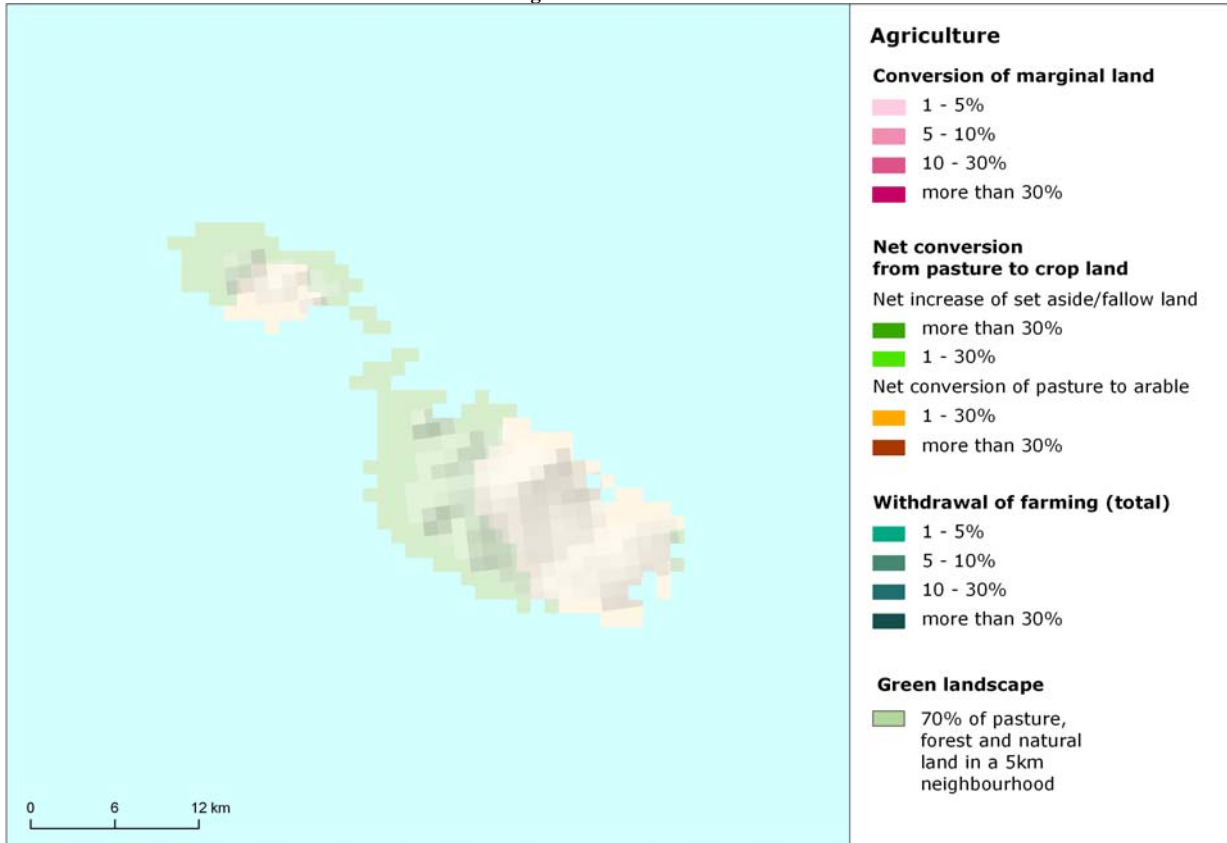 Agriculture
Conversion of marginal land
1 - 5%
5 - 10%
10 - 30%
more than 30%
Net conversion
from pasture to crop land
Net increase of set aside/fallow land
more than 30%
1 - 30%
Net conversion of pasture to arable
1 - 30%
more than 30%
Withdrawal of farming (total)
1 - 5%
5 - 10%
10 - 30%
more than 30%
Green landscape
70% of pasture,
forest and natural
land in a 5km
neighbourhood
0 6 12 km